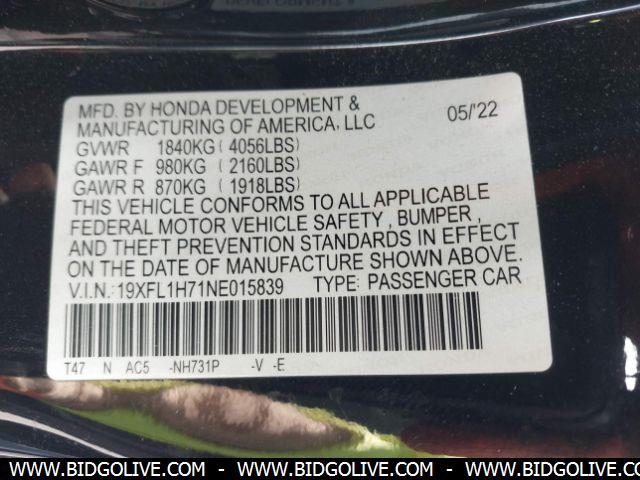 MFD. BY HONDA DEVELOPMENT &
MANUFACTURING OF AMERICA, LLC 05/'22
GVWR 1840KG ( 4056LBS)
GAWR F 980KG ( 2160LBS)
GAWR R 870KG ( 1918LBS)
THIS VEHICLE CONFORMS TO ALL APPLICABLE
FEDERAL MOTOR VEHICLE SAFETY , BUMPER ,
AND THEFT PREVENTION STANDARDS IN EFFECT
ON THE DATE OF MANUFACTURE SHOWN ABOVE.
V.I.N.:19XFL1H71NE015839 TYPE: PASSENGER CAR
T47 N AC5 -NH731P -V -E
WWW.BIDGOLIVE.COM - WWW.BIDGOLIVE.COM - WWW.BIDGOLIVE.COM